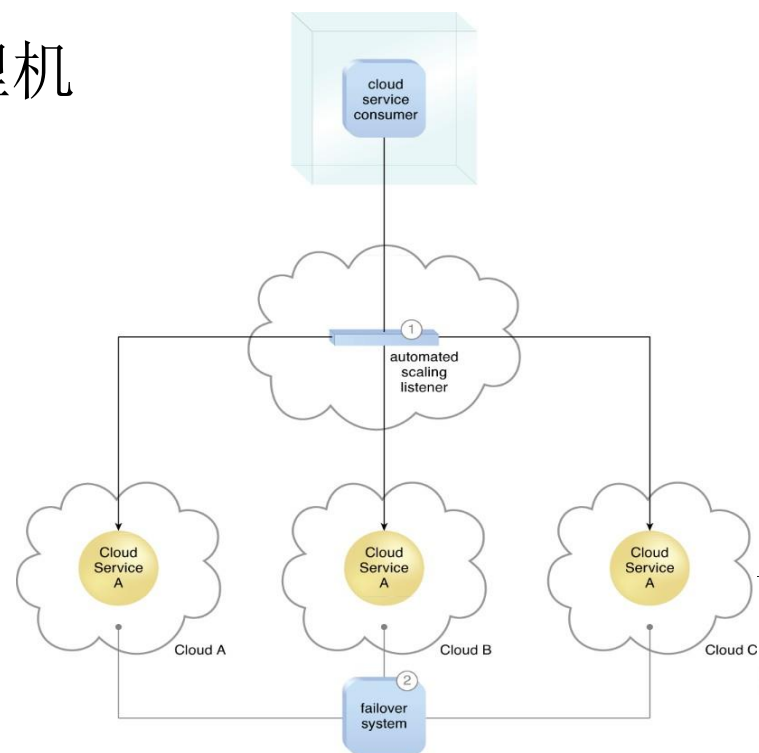 理机
cloud
service
consumer
1
automated
scaling
listener
Cloud
Service
A
Cloud
Service
A
Cloud
Service
A
Cloud A
Cloud B
Cloud C
2
failover
system